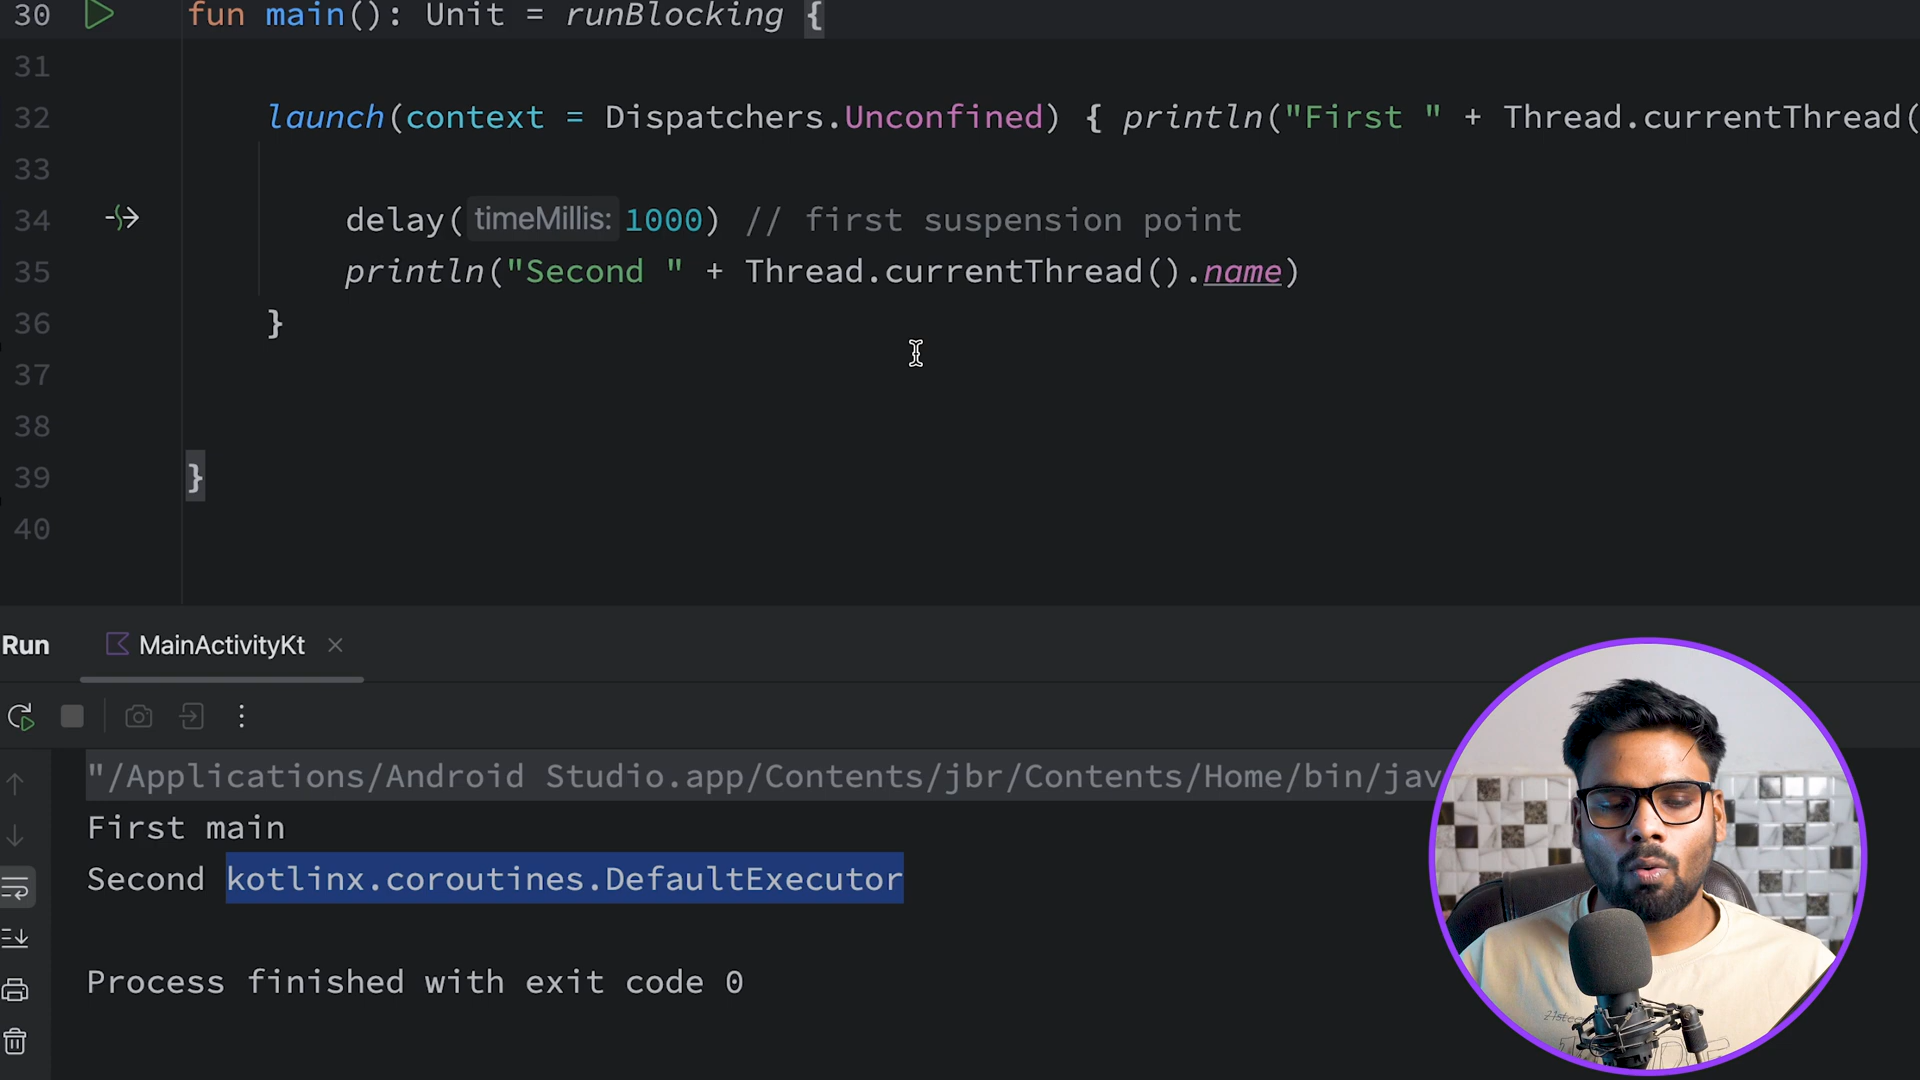 30 fun main(): Unit = runBlocking {
31
32 launch(context = Dispatchers.Unconfined) { println("First " + Thread.currentThread(
33
34 delay( timeMillis: 1000) // first suspension point
35 println("Second " + Thread.currentThread().name)
36 }
37
38
39 }
40
Run MainActivityKt
"/Applications/Android Studio.app/Contents/jbr/Contents/Home/bin/jav
First main
Second kotlinx.coroutines.DefaultExecutor
Process finished with exit code 0